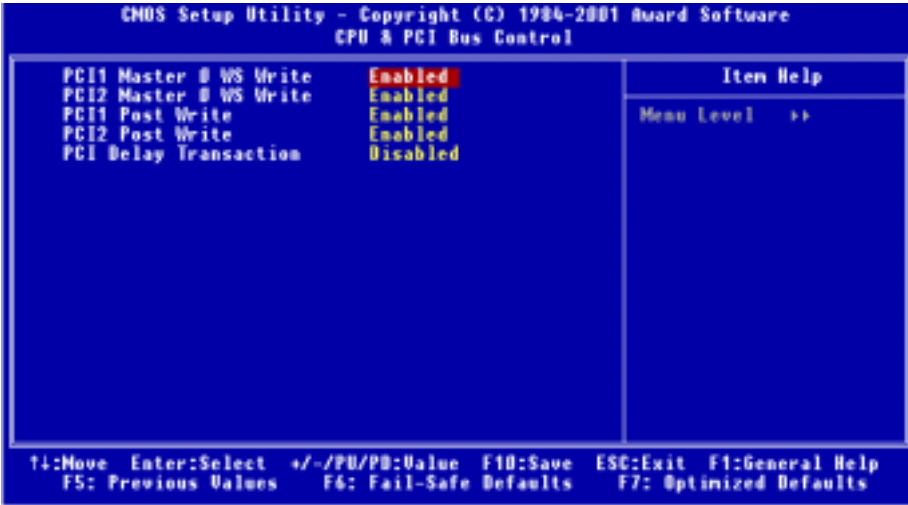 CMOS Setup Utility - Copyright (C) 1984-2001 Award Software
CPU & PCI Bus Control
PCI1 Master 0 WS Write Enabled
PCI2 Master 0 WS Write Enabled
PCI1 Post Write Enabled
PCI2 Post Write Enabled
PCI Delay Transaction Disabled
Item Help
Menu Level ▸▸
↑↓:Move Enter:Select +/-/PU/PD:Value F10:Save ESC:Exit F1:General Help
F5: Previous Values F6: Fail-Safe Defaults F7: Optimized Defaults